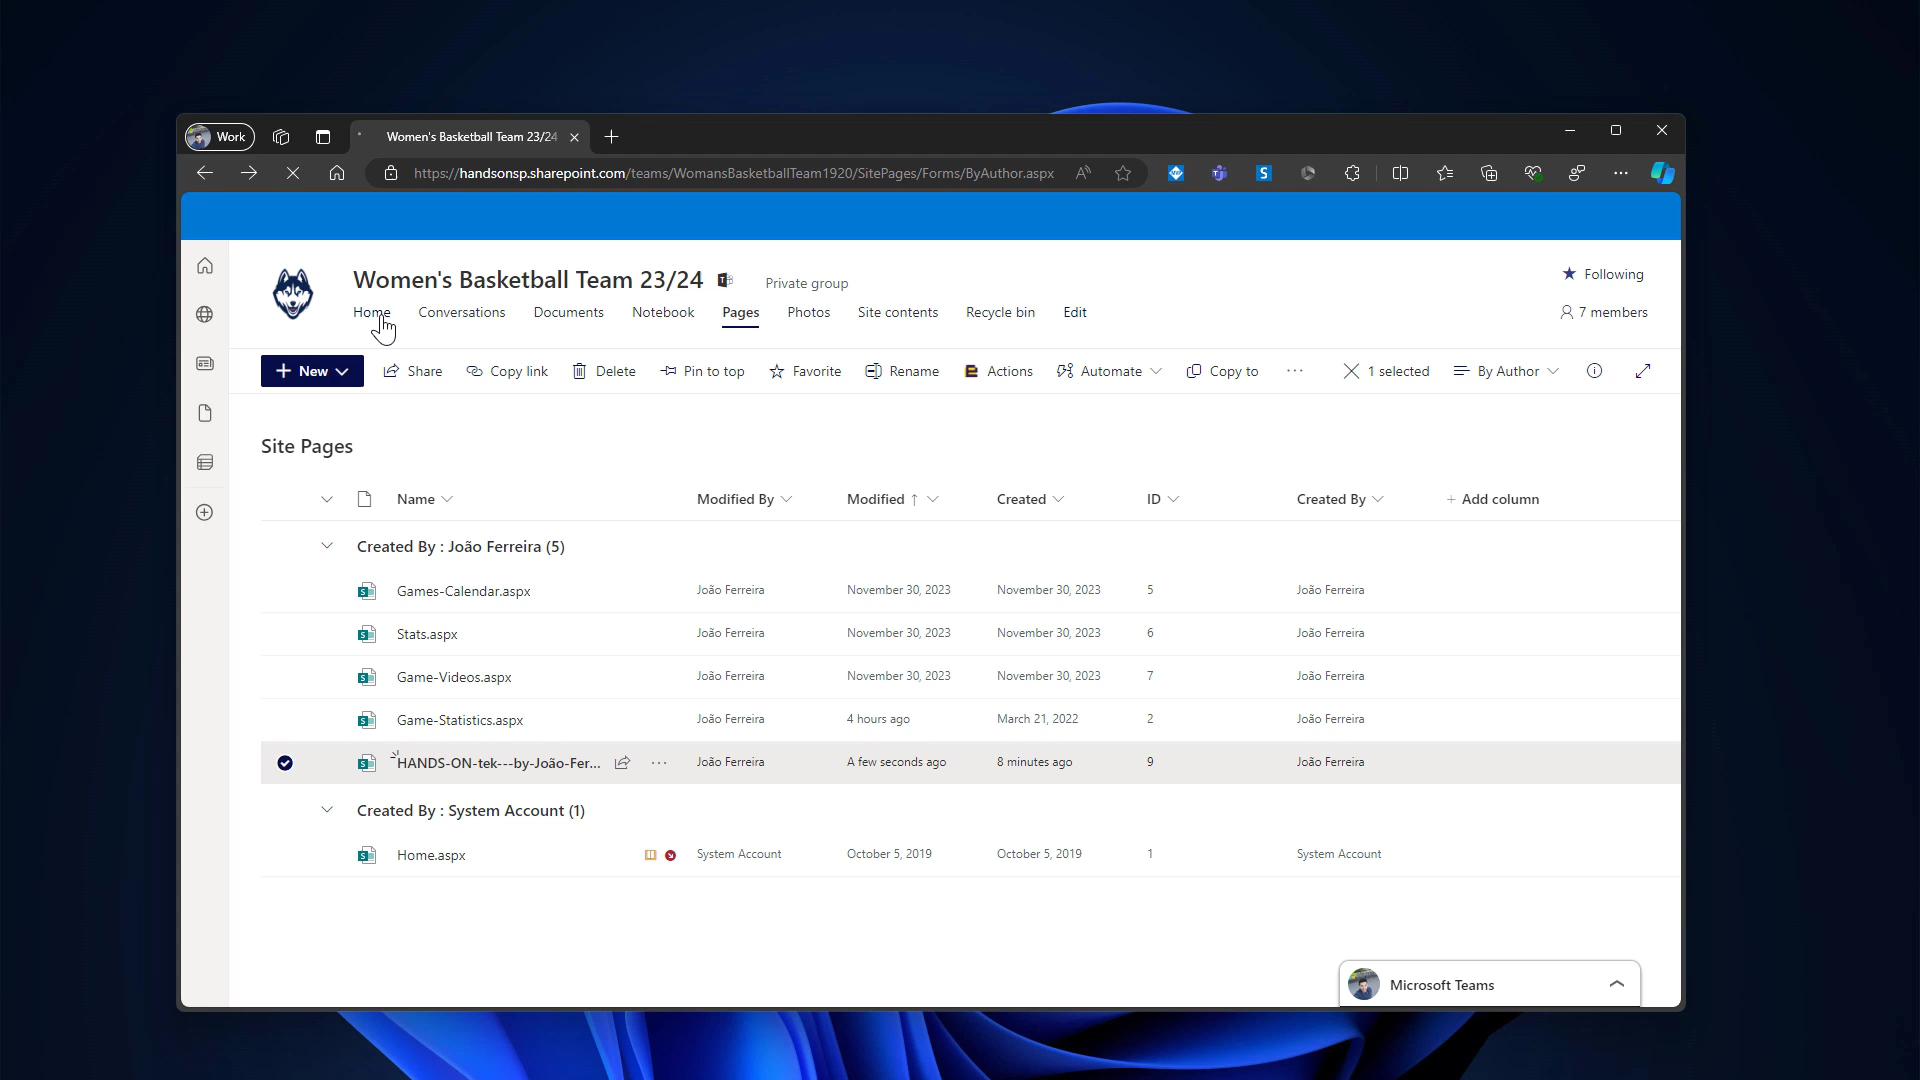 Work
Women's Basketball Team 23/24
https://handsonsp.sharepoint.com/teams/WomansBasketballTeam1920/SitePages/Forms/ByAuthor.aspx
Women's Basketball Team 23/24
Private group
Following
Home Conversations Documents Notebook Pages Photos Site contents Recycle bin Edit
7 members
New Share Copy link Delete Pin to top Favorite Rename Actions Automate Copy to ... 1 selected By Author
Site Pages
Name Modified By Modified ↑ Created ID Created By + Add column
Created By : João Ferreira (5)
Games-Calendar.aspx João Ferreira November 30, 2023 November 30, 2023 5 João Ferreira
Stats.aspx João Ferreira November 30, 2023 November 30, 2023 6 João Ferreira
Game-Videos.aspx João Ferreira November 30, 2023 November 30, 2023 7 João Ferreira
Game-Statistics.aspx João Ferreira 4 hours ago March 21, 2022 2 João Ferreira
HANDS-ON-tek---by-João-Fer... João Ferreira A few seconds ago 8 minutes ago 9 João Ferreira
Created By : System Account (1)
Home.aspx System Account October 5, 2019 October 5, 2019 1 System Account
Microsoft Teams